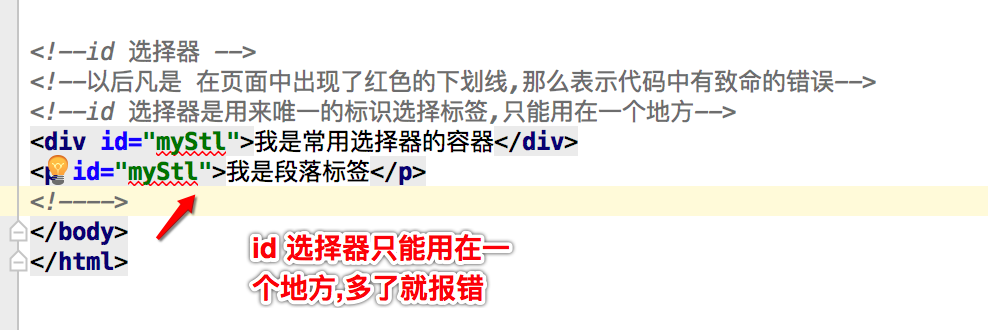 <!--id 选择器 -->
<!--以后凡是 在页面中出现了红色的下划线,那么表示代码中有致命的错误-->
<!--id 选择器是用来唯一的标识选择标签,只能用在一个地方-->
<div id="myStl">我是常用选择器的容器</div>
<p id="myStl">我是段落标签</p>
<!---->
</body>
</html>
id 选择器只能用在一
个地方,多了就报错